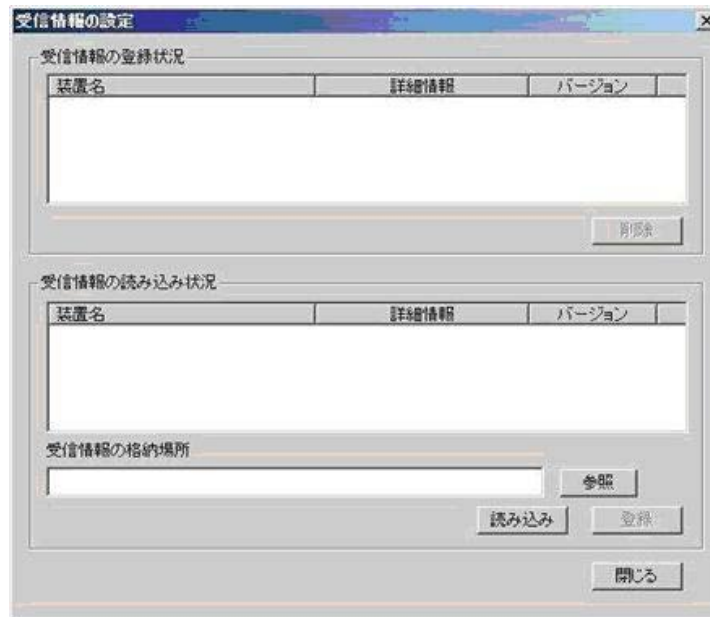 受信情報の設定
受信情報の登録状況
装置名 詳細情報 バージョン
削除
受信情報の読み込み状況
装置名 詳細情報 バージョン
受信情報の格納場所
参照
読み込み 登録
閉じる